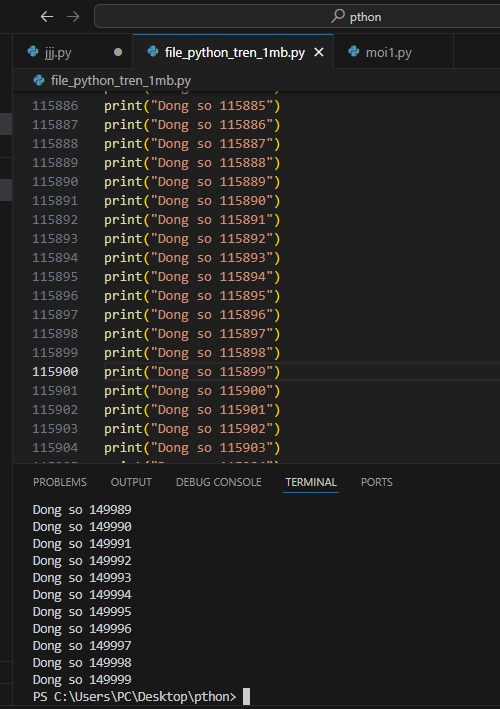 pthon
jjj.py
file_python_tren_1mb.py
moi1.py
file_python_tren_1mb.py
115886 print("Dong so 115885")
115887 print("Dong so 115886")
115888 print("Dong so 115887")
115889 print("Dong so 115888")
115890 print("Dong so 115889")
115891 print("Dong so 115890")
115892 print("Dong so 115891")
115893 print("Dong so 115892")
115894 print("Dong so 115893")
115895 print("Dong so 115894")
115896 print("Dong so 115895")
115897 print("Dong so 115896")
115898 print("Dong so 115897")
115899 print("Dong so 115898")
115900 print("Dong so 115899")
115901 print("Dong so 115900")
115902 print("Dong so 115901")
115903 print("Dong so 115902")
115904 print("Dong so 115903")
PROBLEMS OUTPUT DEBUG CONSOLE TERMINAL PORTS
Dong so 149989
Dong so 149990
Dong so 149991
Dong so 149992
Dong so 149993
Dong so 149994
Dong so 149995
Dong so 149996
Dong so 149997
Dong so 149998
Dong so 149999
PS C:\Users\PC\Desktop\pthon>